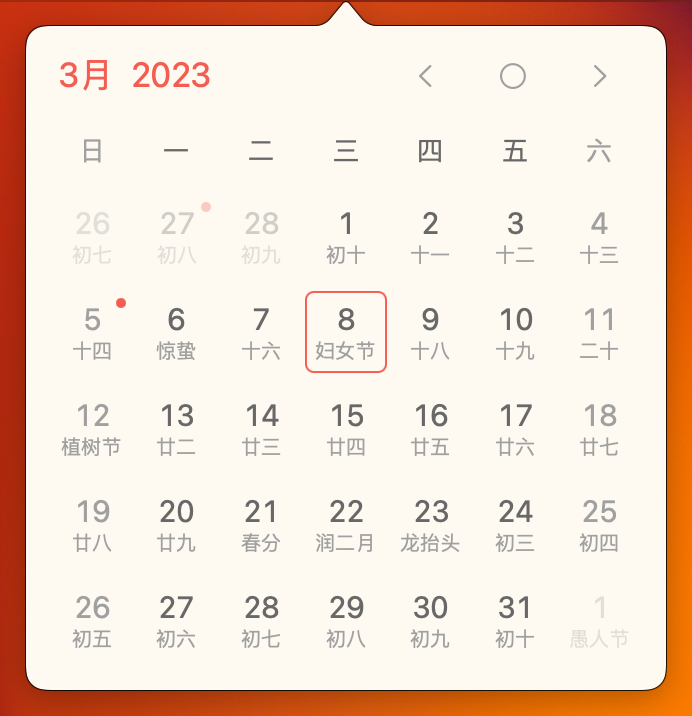 3月 2023
日 一 二 三 四 五 六
26 27 28 1 2 3 4
初七 初八 初九 初十 十一 十二 十三
5 6 7 8 9 10 11
十四 惊蛰 十六 妇女节 十八 十九 二十
12 13 14 15 16 17 18
植树节 廿二 廿三 廿四 廿五 廿六 廿七
19 20 21 22 23 24 25
廿八 廿九 春分 润二月 龙抬头 初三 初四
26 27 28 29 30 31 1
初五 初六 初七 初八 初九 初十 愚人节